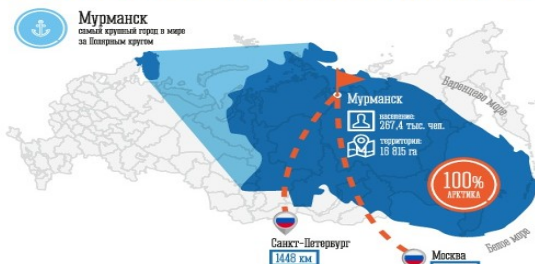 Мурманск
самый крупный город в мире
за Полярным кругом
Баренцево море
Мурманск
население:
267,4 тыс. чел.
территория:
16 815 га
100%
АРКТИКА
Белое море
Санкт-Петербург
1448 км
Москва